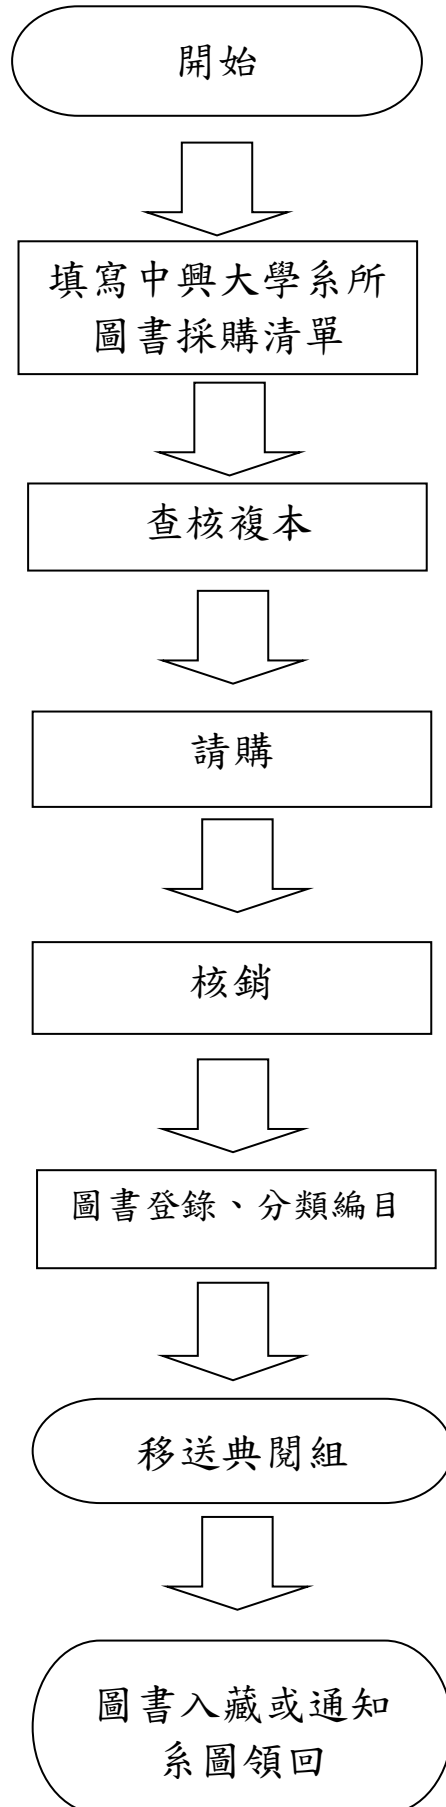 開始
填寫中興大學系所
圖書採購清單
查核複本
請購
核銷
圖書登錄、分類編目
移送典閱組
圖書入藏或通知
系圖領回